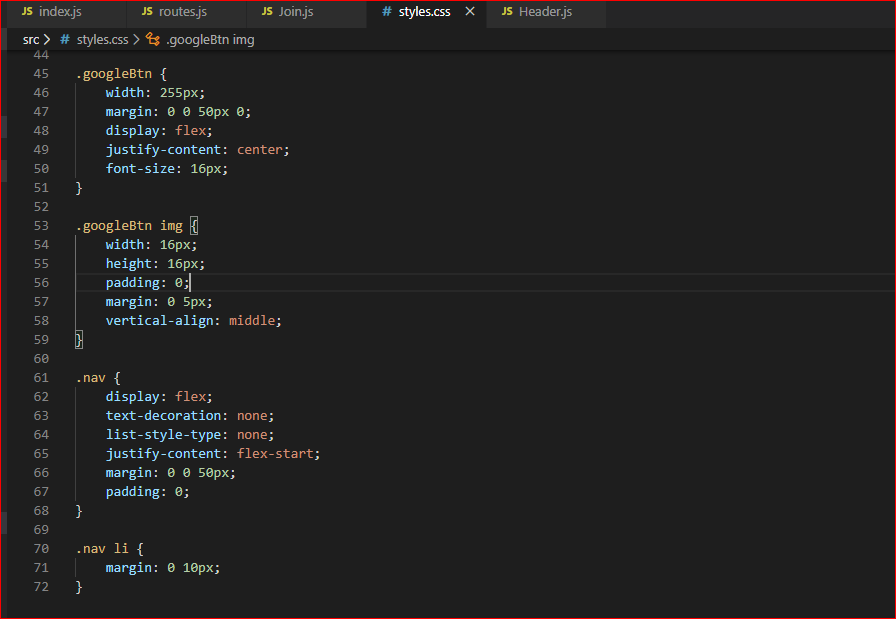 JS index.js JS routes.js JS Join.js # styles.css × JS Header.js
src > # styles.css > .googleBtn img
44
45 .googleBtn {
46 width: 255px;
47 margin: 0 0 50px 0;
48 display: flex;
49 justify-content: center;
50 font-size: 16px;
51 }
52
53 .googleBtn img {
54 width: 16px;
55 height: 16px;
56 padding: 0;
57 margin: 0 5px;
58 vertical-align: middle;
59 }
60
61 .nav {
62 display: flex;
63 text-decoration: none;
64 list-style-type: none;
65 justify-content: flex-start;
66 margin: 0 0 50px;
67 padding: 0;
68 }
69
70 .nav li {
71 margin: 0 10px;
72 }